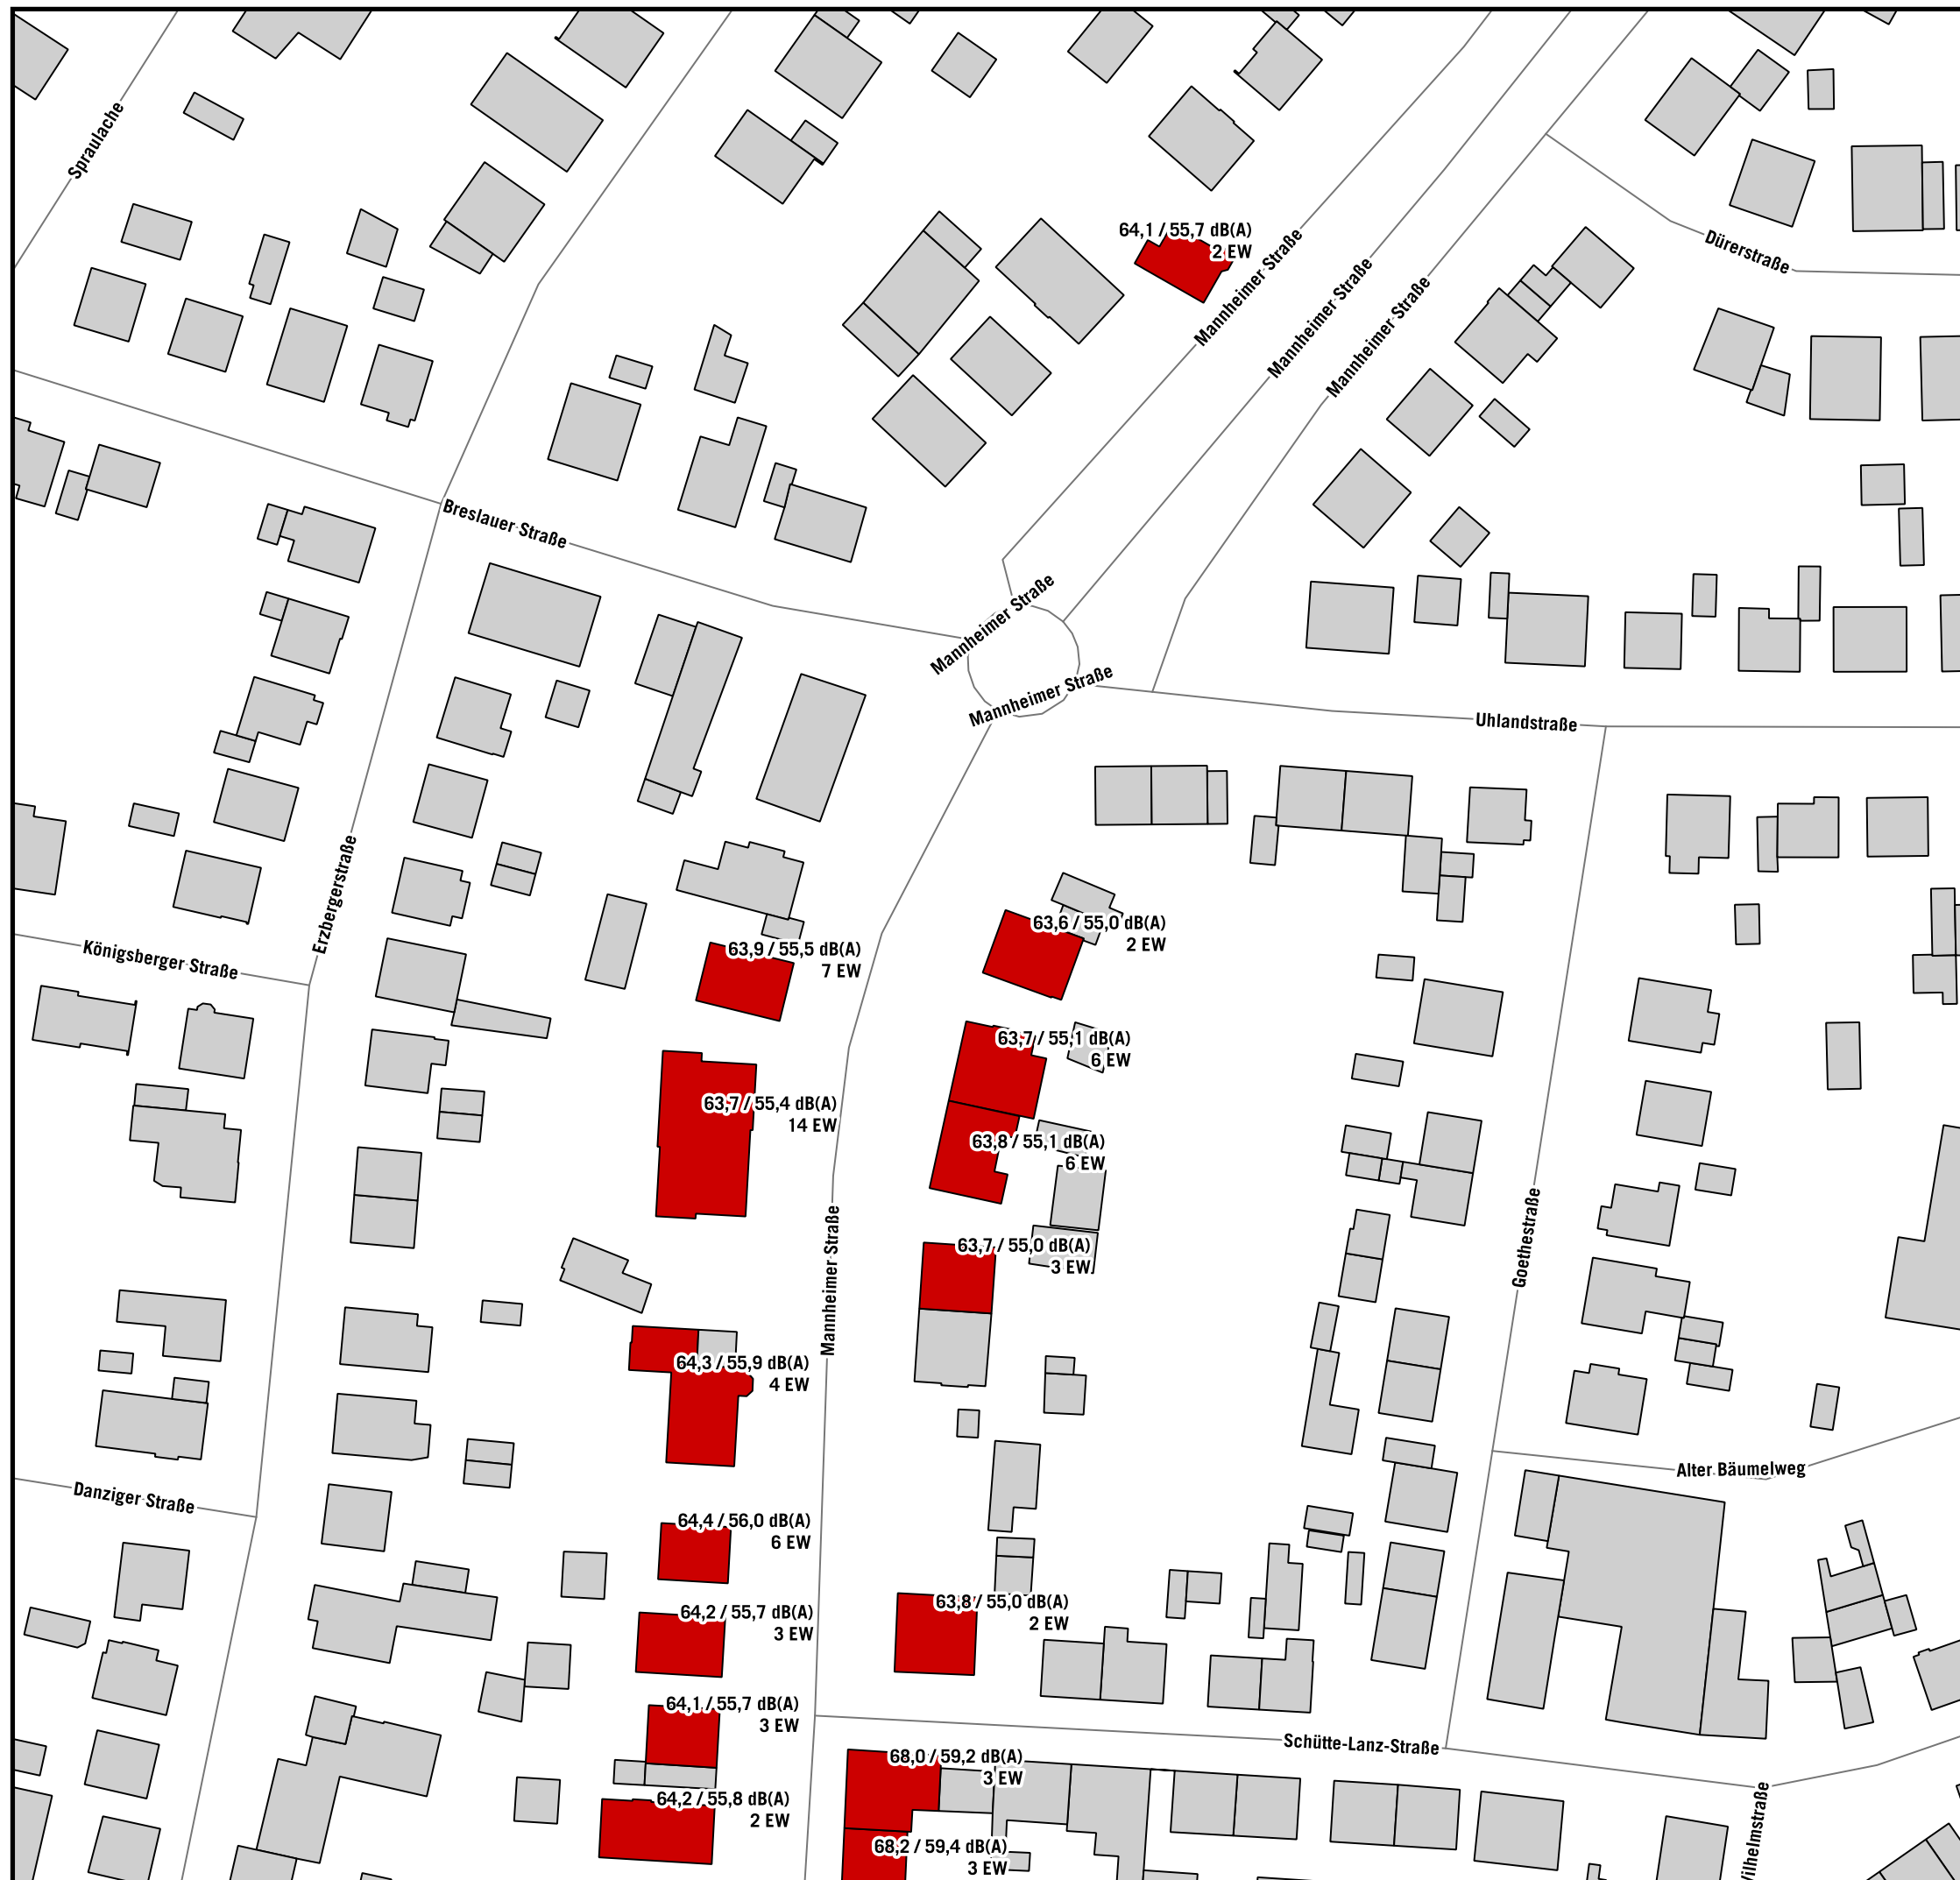 Spraulache
64,1 / 55,7 dB(A)
2 EW
Mannheimer Straße
Mannheimer Straße
Mannheimer Straße
Dürerstraße
Breslauer Straße
Mannheimer Straße
Mannheimer Straße
Uhlandstraße
Erzbergerstraße
Königsberger Straße
63,9 / 55,5 dB(A)
7 EW
63,6 / 55,0 dB(A)
2 EW
63,7 / 55,1 dB(A)
6 EW
63,7 / 55,4 dB(A)
14 EW
63,8 / 55,1 dB(A)
6 EW
Mannheimer Straße
63,7 / 55,0 dB(A)
3 EW
Goethestraße
64,3 / 55,9 dB(A)
4 EW
Alter Bäumelweg
Danziger Straße
64,4 / 56,0 dB(A)
6 EW
64,2 / 55,7 dB(A)
3 EW
63,8 / 55,0 dB(A)
2 EW
64,1 / 55,7 dB(A)
3 EW
Schütte-Lanz-Straße
68,0 / 59,2 dB(A)
3 EW
64,2 / 55,8 dB(A)
2 EW
68,2 / 59,4 dB(A)
3 EW
ilhelmstraße